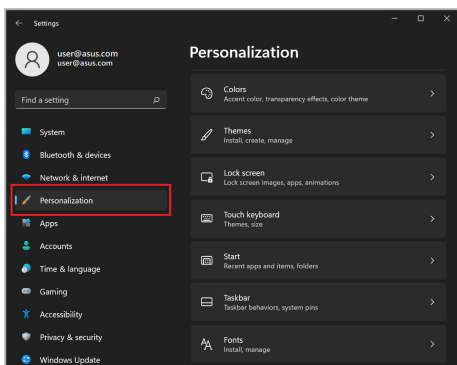 Settings
user@asus.com
user@asus.com
Find a setting
System
Bluetooth & devices
Network & internet
Personalization
Apps
Accounts
Time & language
Gaming
Accessibility
Privacy & security
Windows Update
Personalization
Colors
Accent color, transparency effects, color theme
Themes
Install, create, manage
Lock screen
Lock screen images, apps, animations
Touch keyboard
Themes, size
Start
Recent apps and items, folders
Taskbar
Taskbar behaviors, system pins
Fonts
Install, manage